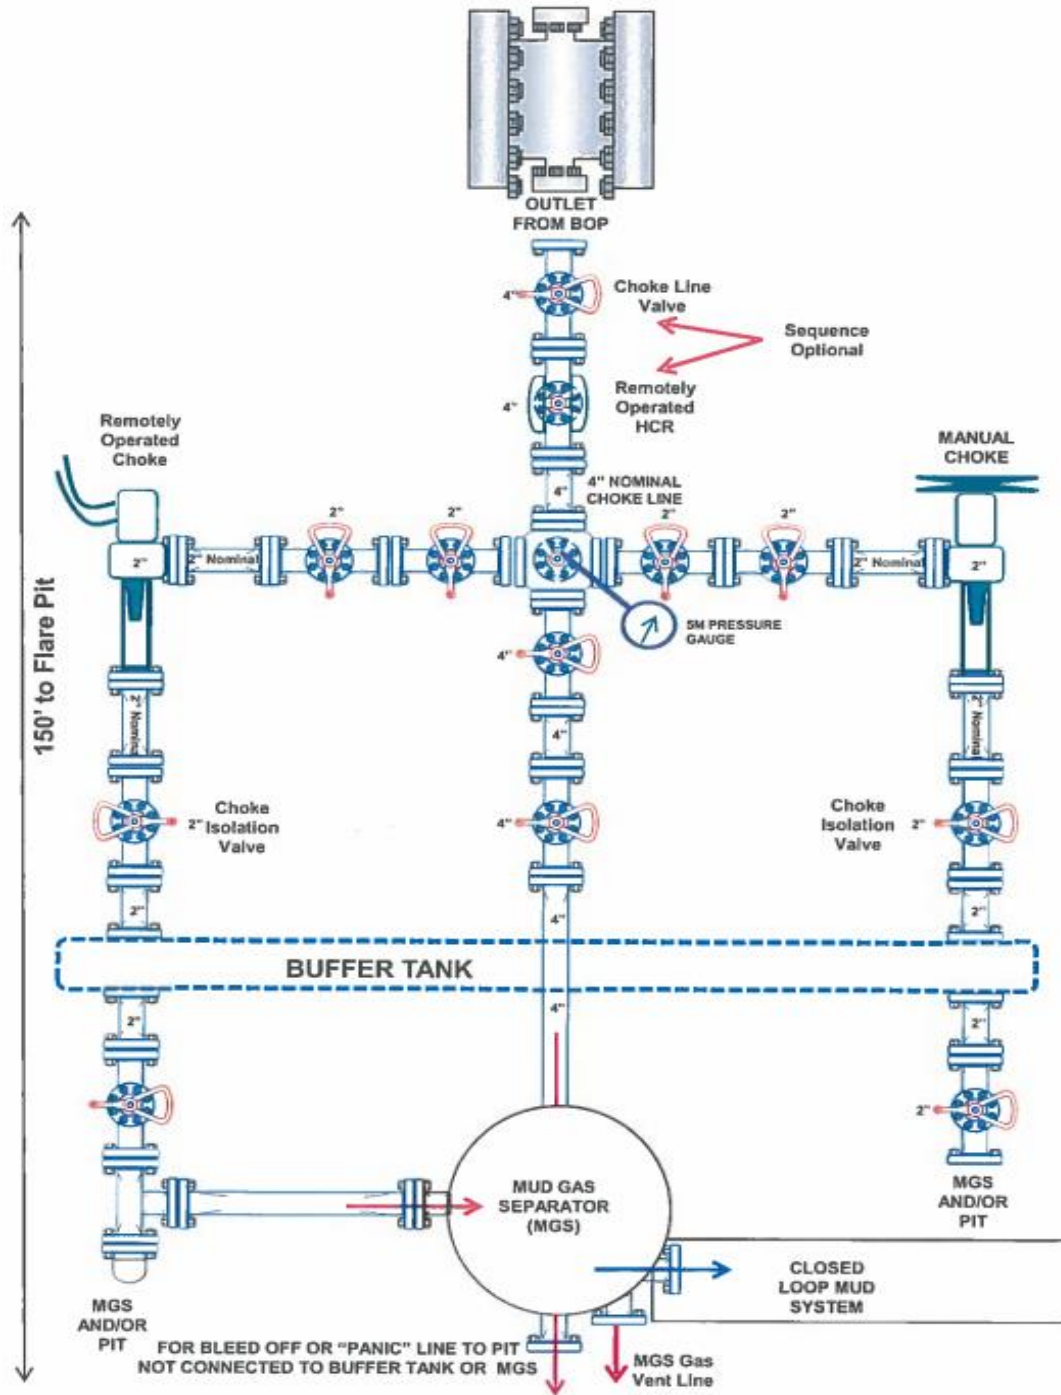 OUTLET
FROM BOP
4"
Choke Line
Valve
Sequence
Optional
4"
Remotely
Operated
HCR
Remotely
Operated
Choke
MANUAL
CHOKE
4"
4" NOMINAL
CHOKE LINE
2"
2"
2"
2"
2"
2" Nominal
2" Nominal
2"
5M PRESSURE
GAUGE
4"
150' to Flare Pit
2" Nominal
4"
2" Nominal
2"
Choke
Isolation
Valve
4"
Choke
Isolation
Valve
2"
2"
4"
2"
BUFFER TANK
2"
4"
2"
2"
MUD GAS
SEPARATOR
(MGS)
MGS
AND/OR
PIT
CLOSED
LOOP MUD
SYSTEM
MGS
AND/OR
PIT
FOR BLEED OFF OR “PANIC” LINE TO PIT
NOT CONNECTED TO BUFFER TANK OR MGS
MGS Gas
Vent Line